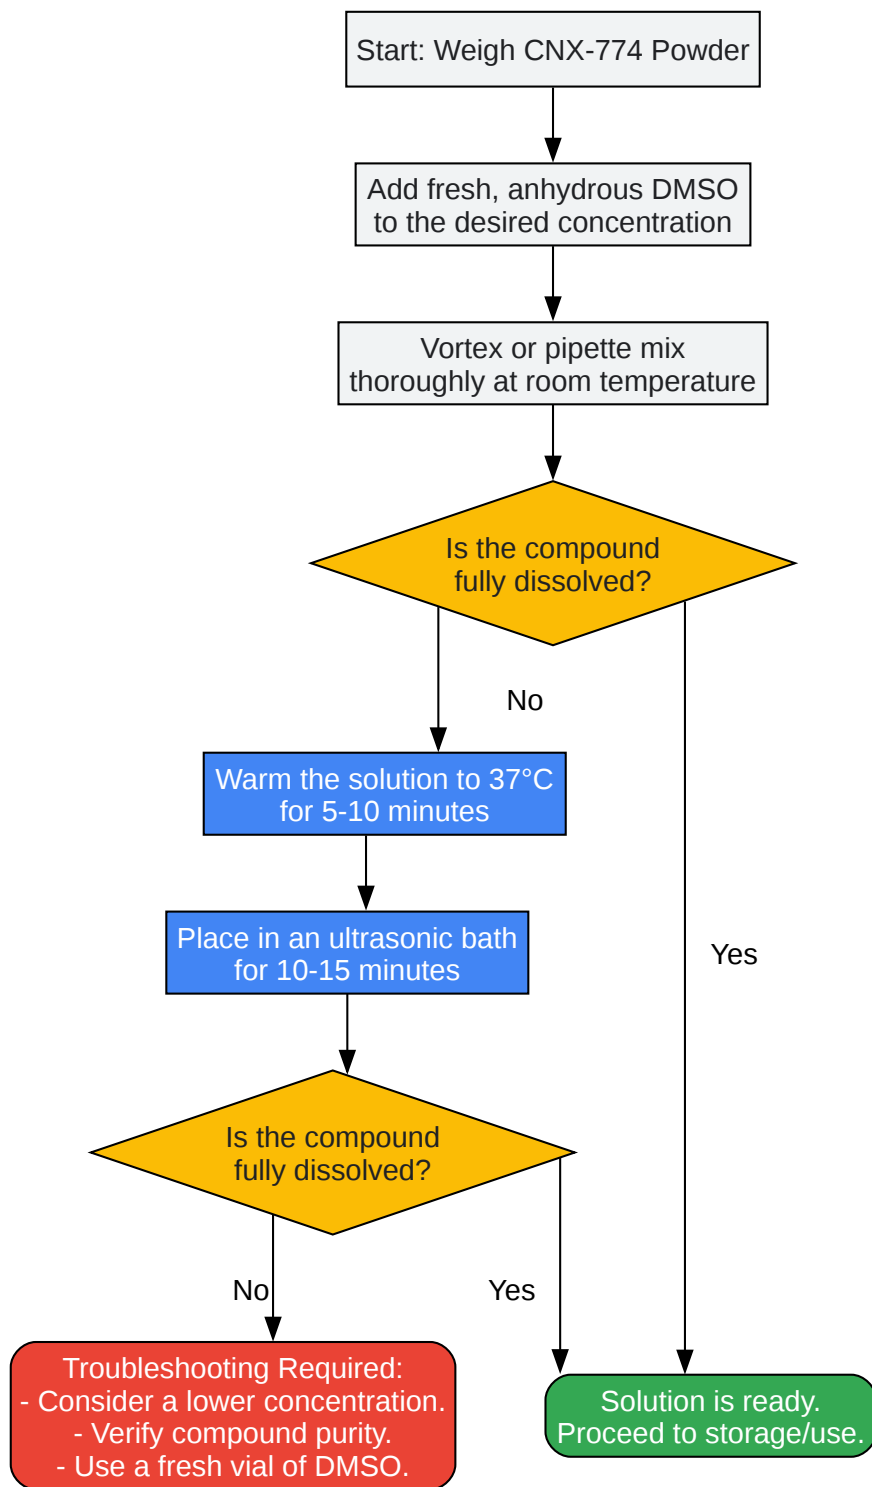 Start: Weigh CNX-774 Powder
Add fresh, anhydrous DMSO
to the desired concentration
Vortex or pipette mix
thoroughly at room temperature
Is the compound
fully dissolved?
No
Warm the solution to 37°C
for 5-10 minutes
Place in an ultrasonic bath
for 10-15 minutes
Yes
Is the compound
fully dissolved?
No
Yes
Troubleshooting Required:
- Consider a lower concentration.
- Verify compound purity.
- Use a fresh vial of DMSO.
Solution is ready.
Proceed to storage/use.